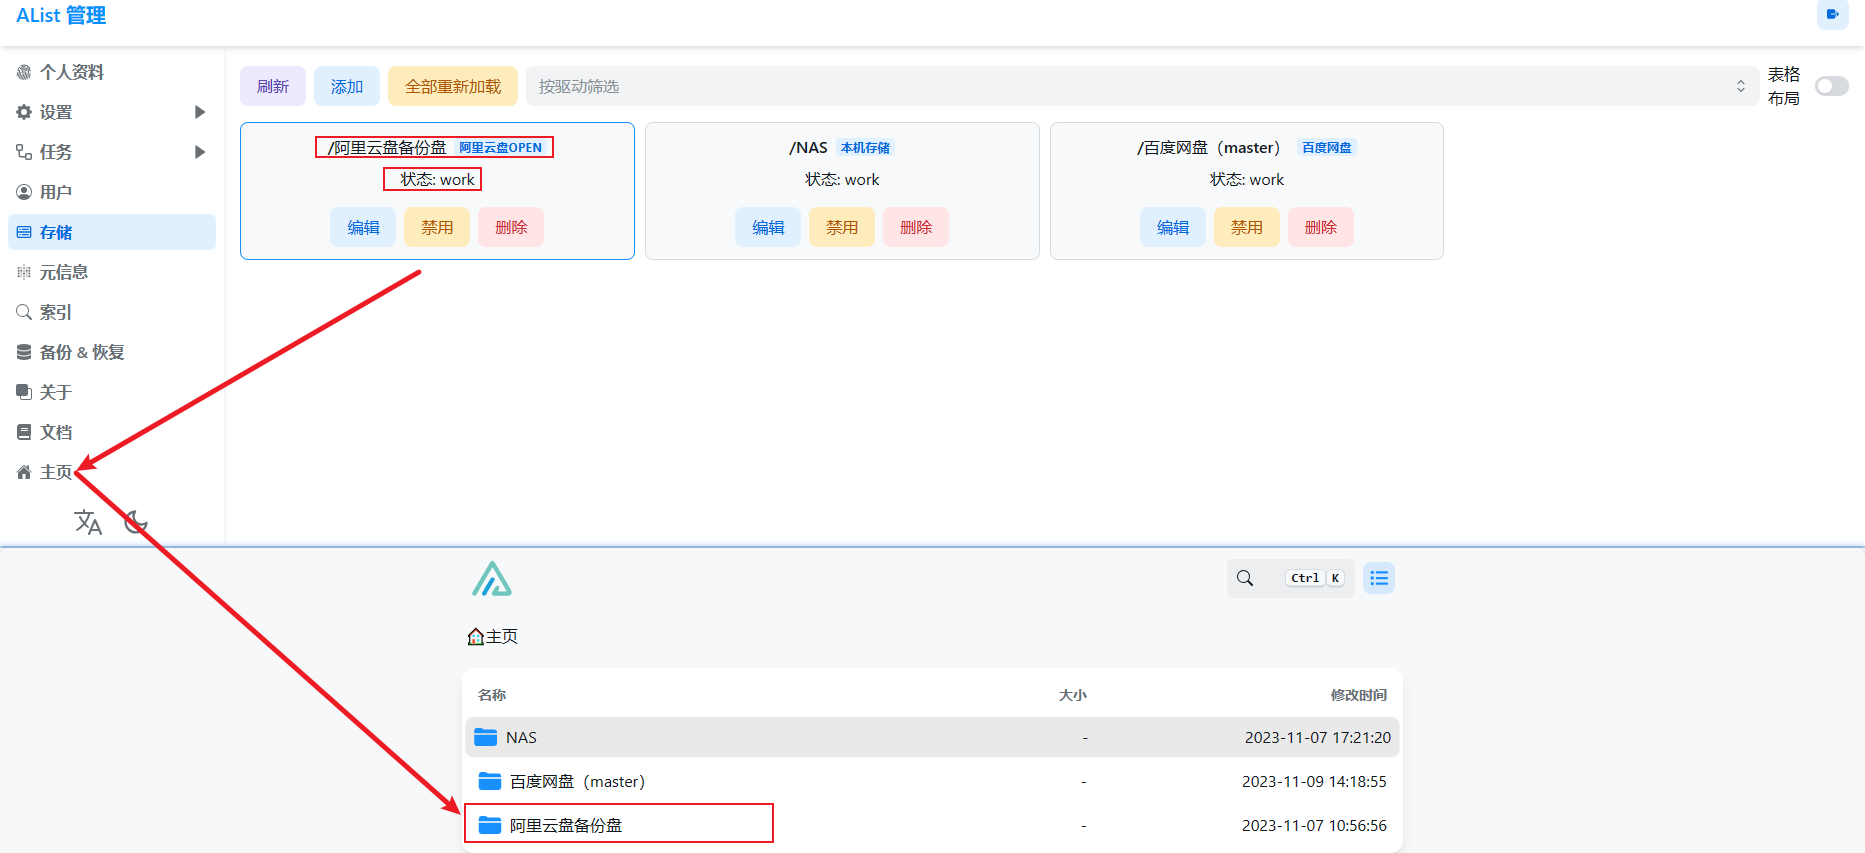 AList 管理
个人资料
设置
任务
用户
存储
元信息
索引
备份 & 恢复
关于
文档
主页
刷新 添加 全部重新加载 按驱动筛选 表格布局
/阿里云盘备份盘 阿里云盘OPEN
状态: work
编辑 禁用 删除
/NAS 本机存储
状态: work
编辑 禁用 删除
/百度网盘（master） 百度网盘
状态: work
编辑 禁用 删除
Ctrl K
主页
名称 大小 修改时间
NAS - 2023-11-07 17:21:20
百度网盘（master） - 2023-11-09 14:18:55
阿里云盘备份盘 - 2023-11-07 10:56:56